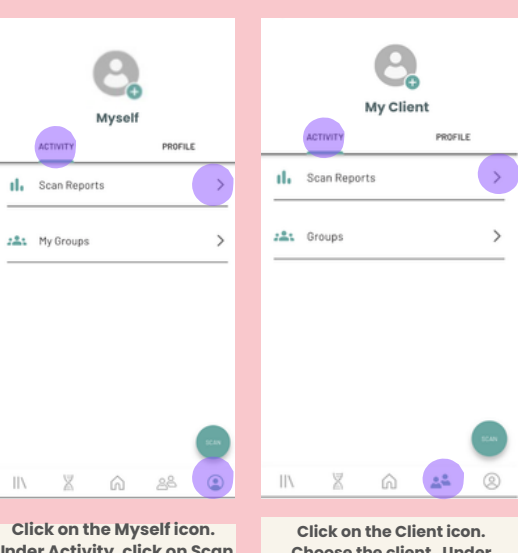 Myself
ACTIVITY PROFILE
Scan Reports
My Groups
SCAN
Click on the Myself icon.
Under Activity, click on Scan
My Client
ACTIVITY PROFILE
Scan Reports
Groups
SCAN
Click on the Client icon.
Choose the client. Under